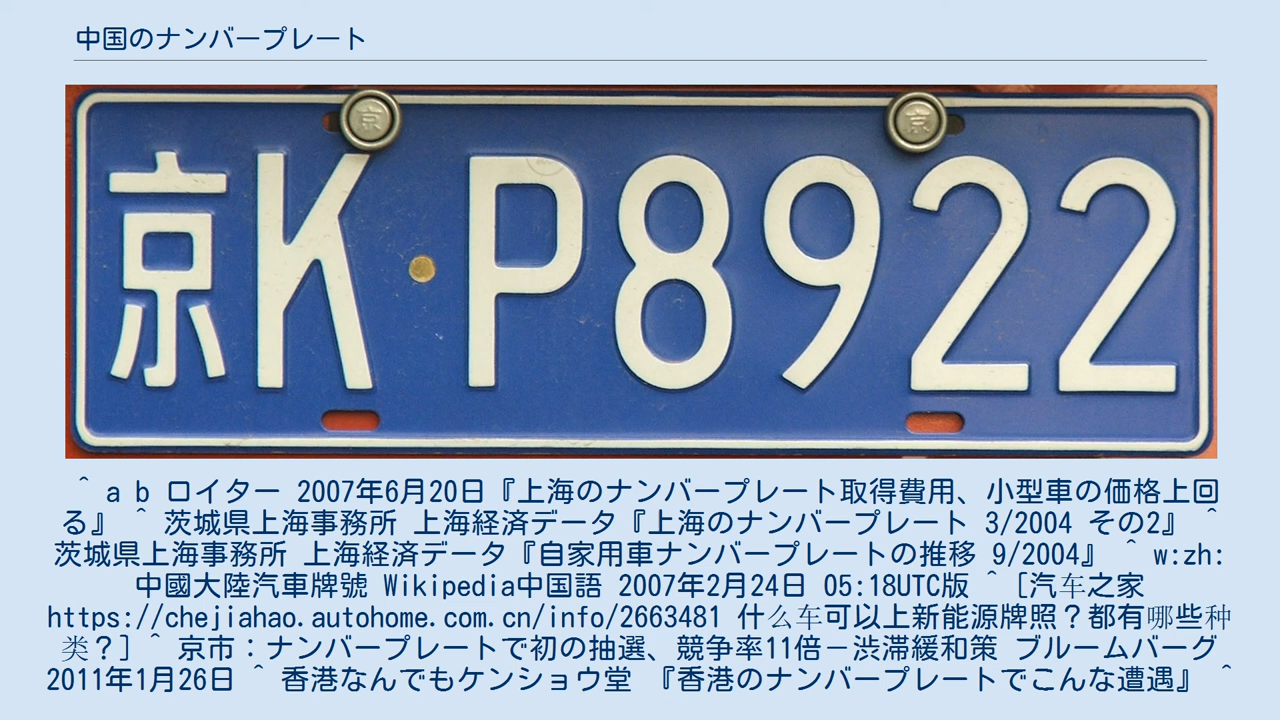 中国のナンバープレート
京 京
京K·P8922
^ a b ロイター 2007年6月20日『上海のナンバープレート取得費用、小型車の価格上回
る』 ^ 茨城県上海事務所 上海経済データ『上海のナンバープレート 3/2004 その2』 ^
茨城県上海事務所 上海経済データ『自家用車ナンバープレートの推移 9/2004』 ^ w:zh:
中國大陸汽車牌號 Wikipedia中国語 2007年2月24日 05:18UTC版 ^ [汽车之家
https://chejiahao.autohome.com.cn/info/2663481 什么车可以上新能源牌照？都有哪些种
类？] ^ 京市：ナンバープレートで初の抽選、競争率11倍－渋滞緩和策 ブルームバーグ
2011年1月26日 ^ 香港なんでもケンショウ堂 『香港のナンバープレートでこんな遭遇』 ^